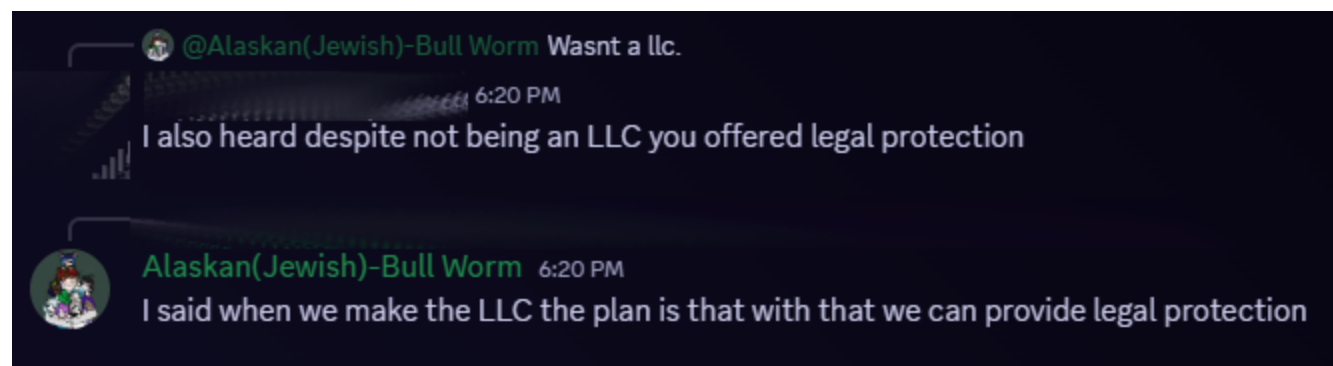 @Alaskan(Jewish)-Bull Worm Wasnt a llc.
6:20 PM
I also heard despite not being an LLC you offered legal protection
Alaskan(Jewish)-Bull Worm 6:20 PM
I said when we make the LLC the plan is that with that we can provide legal protection